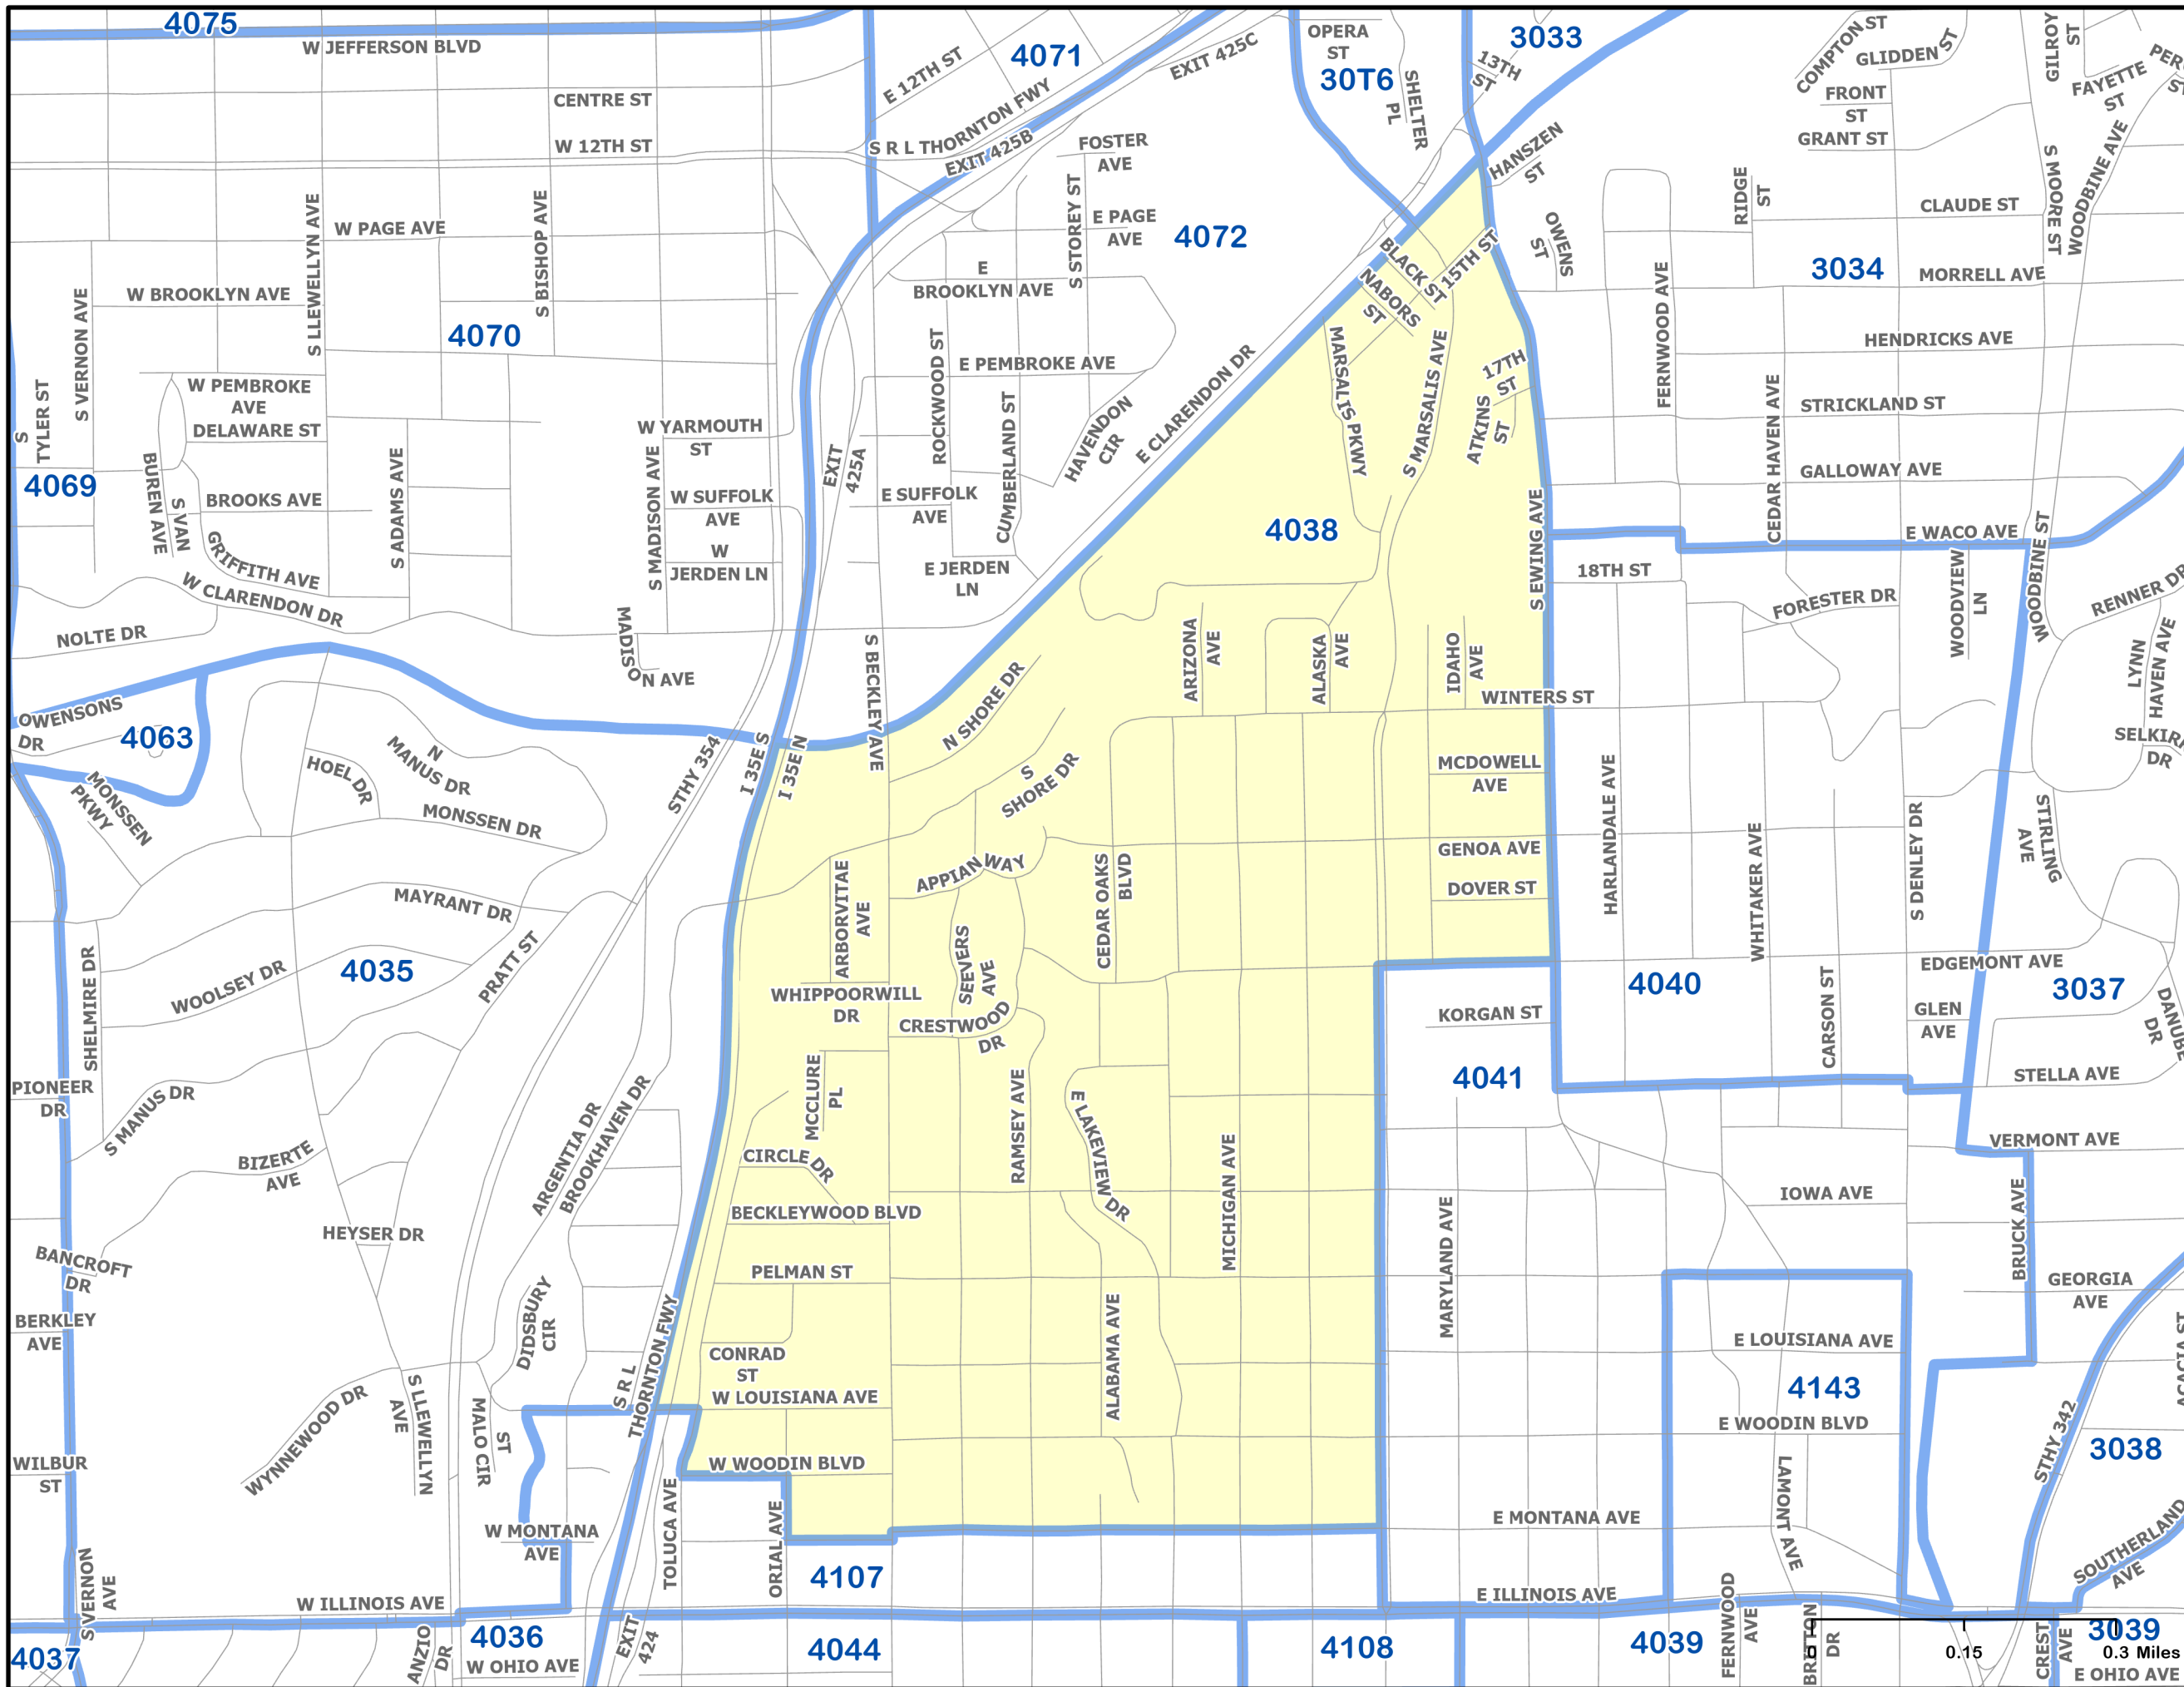 4075
W JEFFERSON BLVD
CENTRE ST
W 12TH ST
E 12TH ST
4071
S R L THORNTON FWY
EXIT 425B
EXIT 425C
OPERA
ST
30T6
SHELTER
PL
3033
13TH
ST
HANSZEN
ST
COMPTON ST
GLIDDEN ST
FRONT
ST
GRANT ST
GILROY
ST
FAYETTE
ST
S MOORE ST
WOODBINE AVE
RIDGE
ST
CLAUDE ST
3034
MORRELL AVE
FOSTER
AVE
S STOREY ST
E PAGE
AVE
4072
W PAGE AVE
S LLEWELLYN AVE
S BISHOP AVE
W BROOKLYN AVE
S VERNON AVE
4070
E
BROOKLYN AVE
BLACK ST
15TH ST
NABORS
ST
OWENS
ST
FERNWOOD AVE
HENDRICKS AVE
W PEMBROKE
AVE
DELAWARE ST
S
TYLER ST
4069
BUREN AVE
S VAN
BROOKS AVE
GRIFFITH AVE
S ADAMS AVE
W YARMOUTH
ST
S MADISON AVE
W SUFFOLK
AVE
W
JERDEN LN
EXIT
425A
ROCKWOOD ST
E PEMBROKE AVE
CUMBERLAND ST
HAVENDON
CIR
E SUFFOLK
AVE
E JERDEN
LN
E CLARENDON DR
MARSALIS PKWY
S MARSALIS AVE
17TH
ST
ATKINS
ST
4038
S EWING AVE
CEDAR HAVEN AVE
STRICKLAND ST
GALLOWAY AVE
E WACO AVE
18TH ST
FORESTER DR
WOODVIEW
LN
WOODBINE ST
RENNER DR
LYNN
HAVEN AVE
DR
W CLARENDON DR
NOLTE DR
MADISON AVE
S BECKLEY AVE
OWENSONS
DR
4063
MONSSEN
PKWY
HOEL DR
N
MANUS DR
MONSSEN DR
STHY 354
I 35E S
I 35E N
N SHORE DR
S
SHORE DR
ARIZONA
AVE
ALASKA
AVE
IDAHO
AVE
WINTERS ST
MCDOWELL
AVE
GENOA AVE
DOVER ST
HARLANDALE AVE
WHITAKER AVE
S DENLEY DR
STIRLING
AVE
MAYRANT DR
4035
PRATT ST
WOOLSEY DR
SHELMIRE DR
APPIAN WAY
ARBORVITAE
AVE
SEEVERS
AVE
CEDAR OAKS
BLVD
WHIPPOORWILL
DR
CRESTWOOD
DR
EDGEMONT AVE
4040
3037
KORGAN ST
CARSON ST
GLEN
AVE
DANUBE
DR
4041
STELLA AVE
PIONEER
DR
S MANUS DR
BIZERTE
AVE
ARGENTIA DR
BROOKHAVEN DR
MCCLURE
PL
CIRCLE DR
RAMSEY AVE
E LAKEVIEW DR
MICHIGAN AVE
VERMONT AVE
IOWA AVE
BRUCK AVE
BECKLEYWOOD BLVD
HEYSER DR
BANCROFT
DR
BERKLEY
AVE
PELMAN ST
DIDSBURY
CIR
S R L
THORNTON FWY
CONRAD
ST
W LOUISIANA AVE
ALABAMA AVE
MARYLAND AVE
GEORGIA
AVE
ACACIA ST
E LOUISIANA AVE
4143
E WOODIN BLVD
WYNNEWOOD DR
S LLEWELLYN
AVE
MALO CIR
ST
WILBUR
ST
W WOODIN BLVD
TOLUCA AVE
ORIAL AVE
W MONTANA
AVE
LAMONT AVE
E MONTANA AVE
STHY 342
3038
SOUTHERLAND
AVE
4107
S VERNON
AVE
W ILLINOIS AVE
E ILLINOIS AVE
4037
ANZIO
DR
4036
W OHIO AVE
EXIT
424
4044
4108
4039
FERNWOOD
AVE
BRITTON
DR
0
0.15
0.3 Miles
CREST
AVE
3039
E OHIO AVE